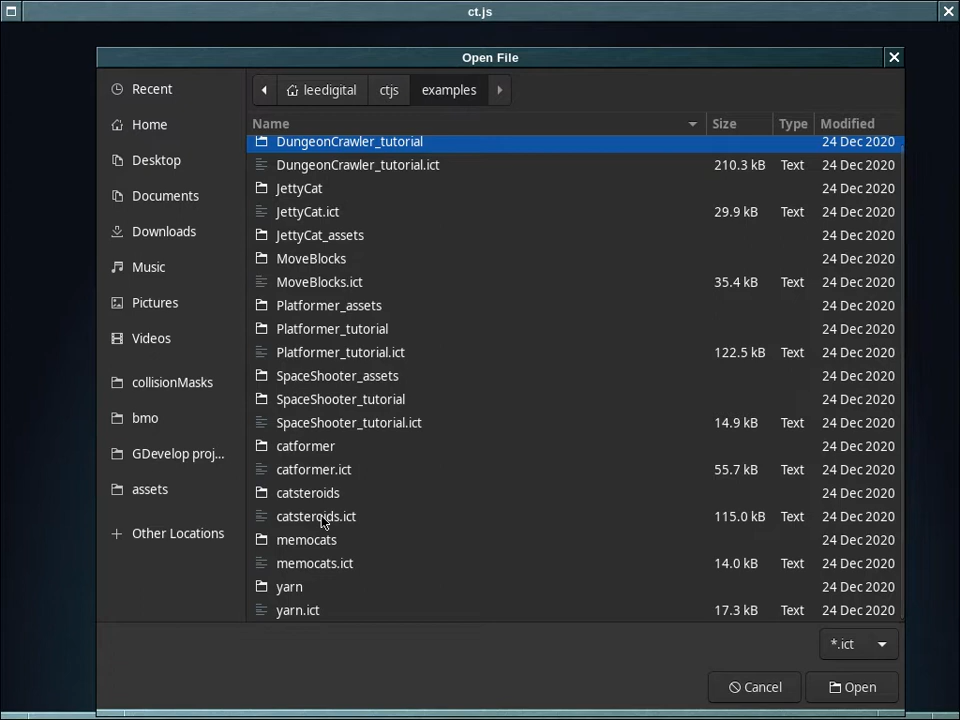 ct.js
Open File
Recent
Home
Desktop
Documents
Downloads
Music
Pictures
Videos
collisionMasks
bmo
GDevelop proj...
assets
Other Locations
leedigital ctjs examples
Name Size Type Modified
DungeonCrawler_tutorial 24 Dec 2020
DungeonCrawler_tutorial.ict 210.3 kB Text 24 Dec 2020
JettyCat 24 Dec 2020
JettyCat.ict 29.9 kB Text 24 Dec 2020
JettyCat_assets 24 Dec 2020
MoveBlocks 24 Dec 2020
MoveBlocks.ict 35.4 kB Text 24 Dec 2020
Platformer_assets 24 Dec 2020
Platformer_tutorial 24 Dec 2020
Platformer_tutorial.ict 122.5 kB Text 24 Dec 2020
SpaceShooter_assets 24 Dec 2020
SpaceShooter_tutorial 24 Dec 2020
SpaceShooter_tutorial.ict 14.9 kB Text 24 Dec 2020
catformer 24 Dec 2020
catformer.ict 55.7 kB Text 24 Dec 2020
catsteroids 24 Dec 2020
catsteroids.ict 115.0 kB Text 24 Dec 2020
memocats 24 Dec 2020
memocats.ict 14.0 kB Text 24 Dec 2020
yarn 24 Dec 2020
yarn.ict 17.3 kB Text 24 Dec 2020
*.ict
Cancel Open